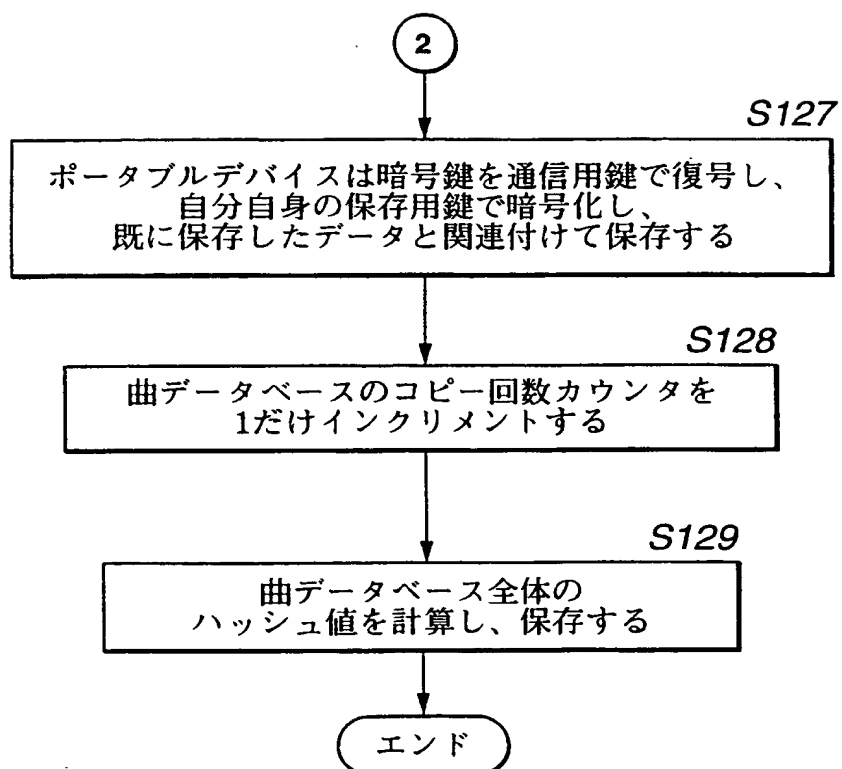 2
S127
ポータブルデバイスは暗号鍵を通信用鍵で復号し、
自分自身の保存用鍵で暗号化し、
既に保存したデータと関連付けて保存する
S128
曲データベースのコピー回数カウンタを
1だけインクリメントする
S129
曲データベース全体の
ハッシュ値を計算し、保存する
エンド